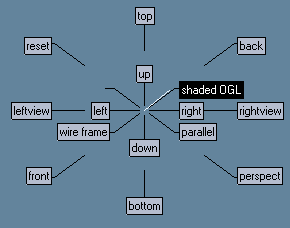 top
reset
back
up
shaded OGL
leftview
left
right
rightview
wire frame
parallel
down
front
perspect
bottom